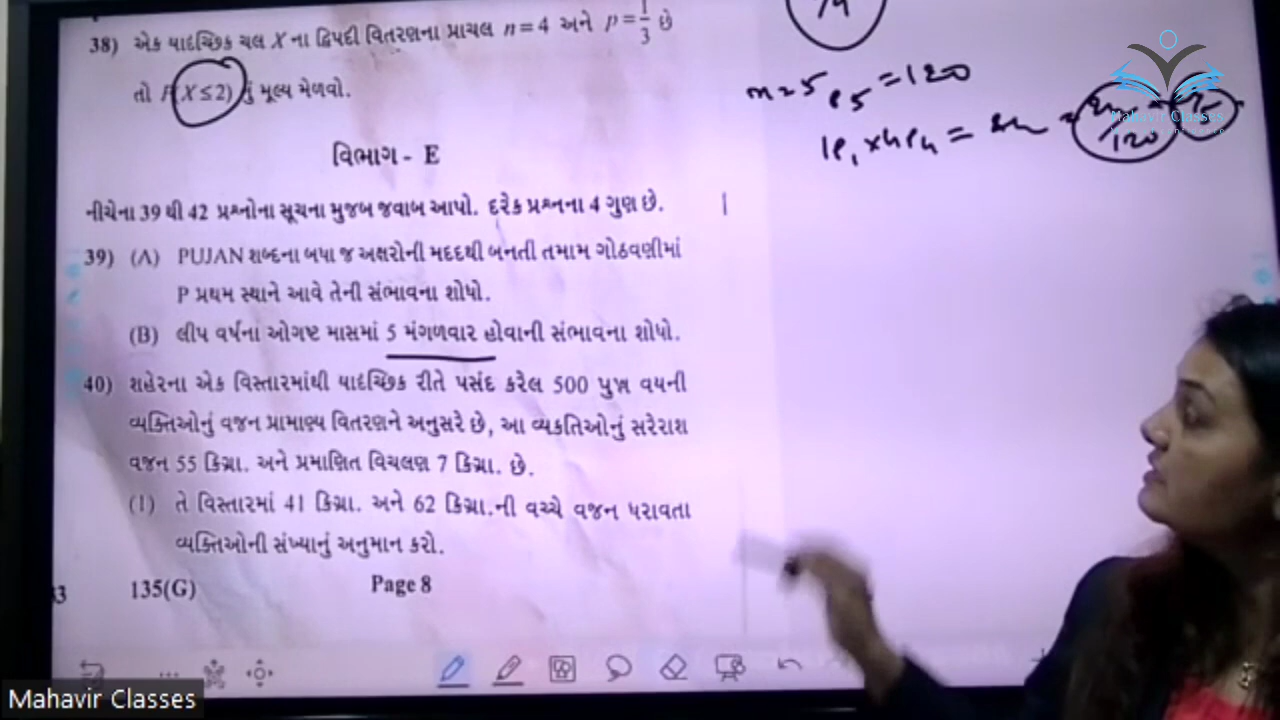 38) એક યાદચ્છિક ચલ X ના દ્વિપદી વિતરણના પ્રાચલ n = 4 અને p = 1/3 છે
તો P(X ≤ 2) નું મૂલ્ય મેળવો.
વિભાગ - E
નીચેના 39 થી 42 પ્રશ્નોના સૂચના મુજબ જવાબ આપો. દરેક પ્રશ્નના 4 ગુણ છે.
39) (A) PUJAN શબ્દના બધા જ અક્ષરોની મદદથી બનતી તમામ ગોઠવણીમાં
P પ્રથમ સ્થાને આવે તેની સંભાવના શોધો.
(B) લીપ વર્ષના ઓગષ્ટ માસમાં 5 મંગળવાર હોવાની સંભાવના શોધો.
40) શહેરના એક વિસ્તારમાંથી યાદચ્છિક રીતે પસંદ કરેલ 500 પુખ્ત વયની
વ્યક્તિઓનું વજન પ્રામાણ્ય વિતરણને અનુસરે છે, આ વ્યકતિઓનું સરેરાશ
વજન 55 કિગ્રા. અને પ્રમાણિત વિચલણ 7 કિગ્રા. છે.
(1) તે વિસ્તારમાં 41 કિગ્રા. અને 62 કિગ્રા.ની વચ્ચે વજન ધરાવતા
વ્યક્તિઓની સંખ્યાનું અનુમાન કરો.
135(G) Page 8
= 120
Mahavir Classes
Mahavir Classes